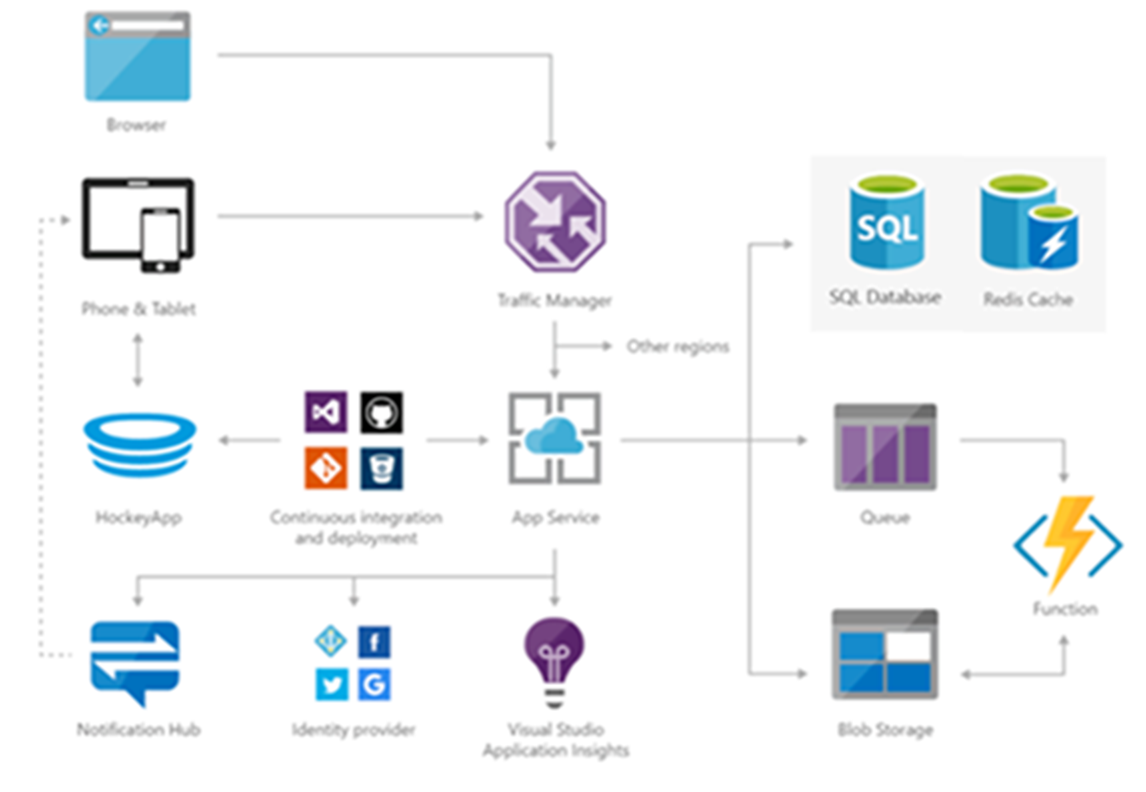 Browser
Phone & Tablet
Traffic Manager
SQL
SQL Database
Redis Cache
Other regions
HockeyApp
Continuous integration
and deployment
App Service
Queue
Function
Notification Hub
Identity provider
Visual Studio
Application Insights
Blob Storage